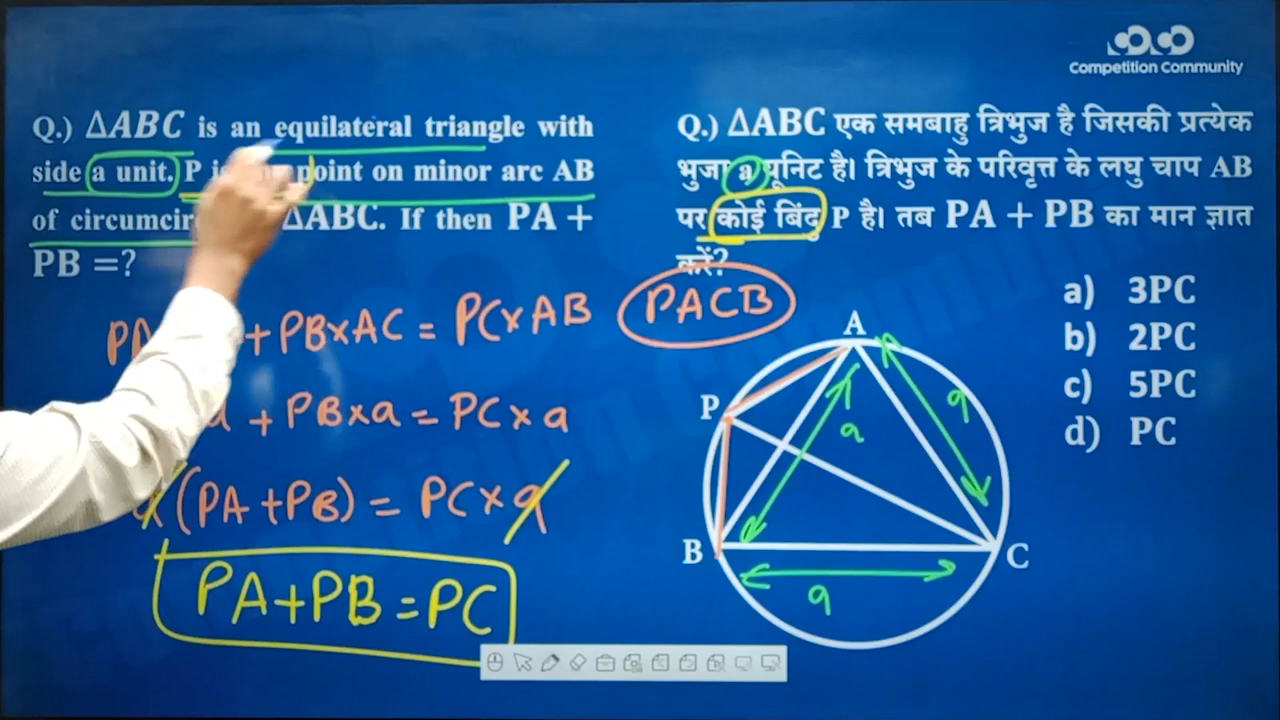 Competition Community
Q.) ΔABC is an equilateral triangle with
side a unit. P point on minor arc AB
of ΔABC. If then PA +
PB =?
Q.) ΔABC एक समबाहु त्रिभुज है जिसकी प्रत्येक
भुजा a यूनिट है। त्रिभुज के परिवृत्त के लघु चाप AB
पर कोई बिंदु P है। तब PA + PB का मान ज्ञात
करें?
a) 3PC
b) 2PC
c) 5PC
d) PC
+ PB×AC = PC×AB
PACB
+ PB×a = PC×a
a(PA+PB) = PC×a
PA+PB=PC
A
P
B
C
a
a
a